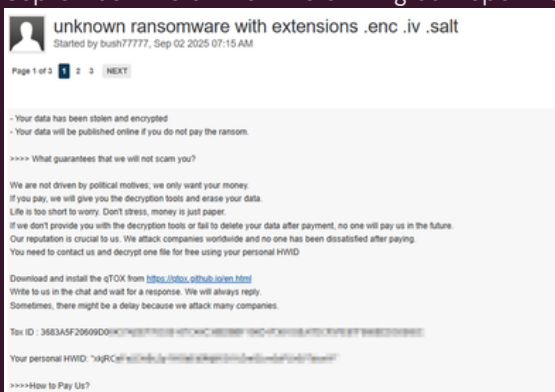 unknown ransomware with extensions .enc .iv .salt
Started by bush77777, Sep 02 2025 07:15 AM
Page 1 of 3 1 2 3 NEXT
- Your data has been stolen and encrypted
- Your data will be published online if you do not pay the ransom.
>>>> What guarantees that we will not scam you?
We are not driven by political motives; we only want your money.
If you pay, we will give you the decryption tools and erase your data.
Life is too short to worry. Don't stress, money is just paper.
If we don't provide you with the decryption tools or fail to delete your data after payment, no one will pay us in the future.
Our reputation is crucial to us. We attack companies worldwide and no one has been dissatisfied after paying.
You need to contact us and decrypt one file for free using your personal HWID
Download and install the qTOX from https://qtox.github.io/en.html
Write to us in the chat and wait for a response. We will always reply.
Sometimes, there might be a delay because we attack many companies.
Tox ID : 3683A5F20609D0
Your personal HWID: "xkjRC
>>>>How to Pay Us?